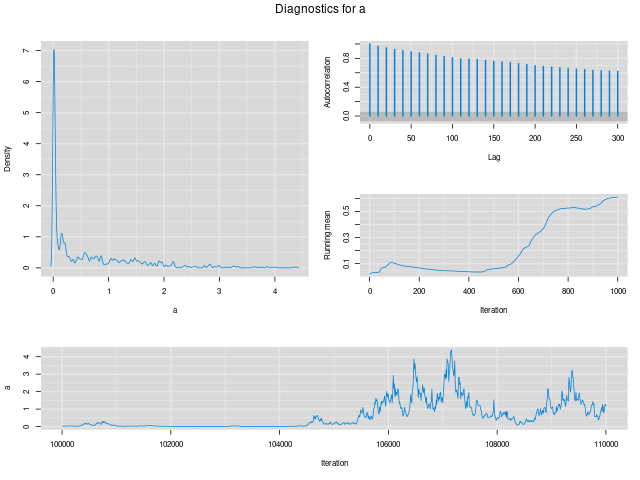 Diagnostics for a
Density
7
6
5
4
3
2
1
0
0 1 2 3 4
a
Autocorrelation
0.8
0.4
0.0
0 50 100 150 200 250 300
Lag
Running mean
0.5
0.3
0.1
0 200 400 600 800 1000
Iteration
a
4
3
2
1
0
100000 102000 104000 106000 108000 110000
Iteration